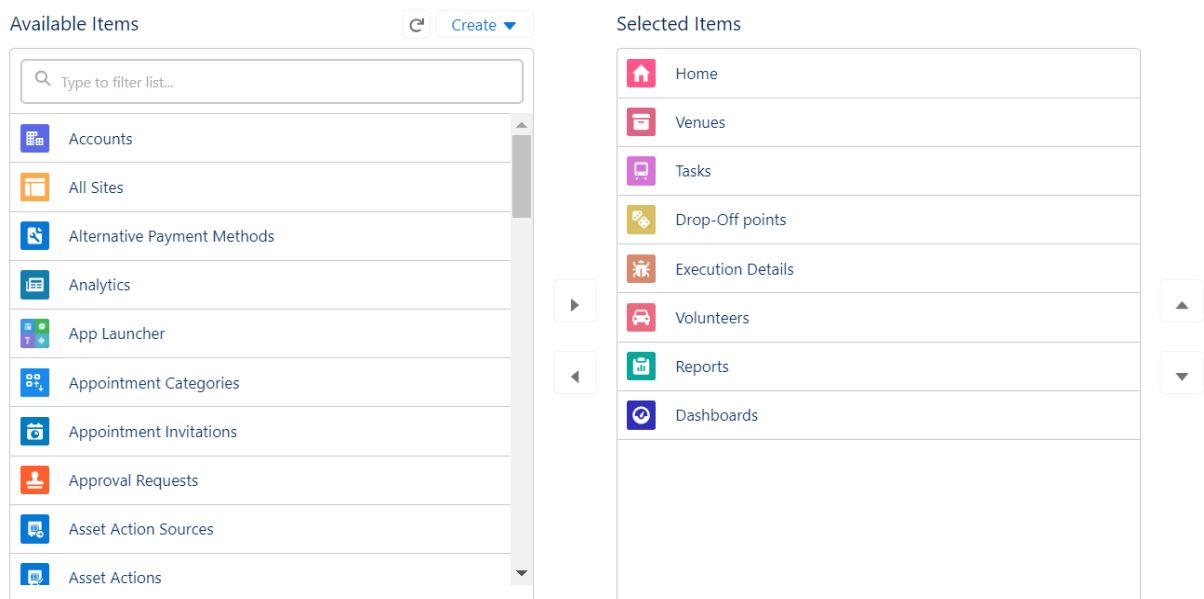 Available Items
Create
Type to filter list...
Accounts
All Sites
Alternative Payment Methods
Analytics
App Launcher
Appointment Categories
Appointment Invitations
Approval Requests
Asset Action Sources
Asset Actions
Selected Items
Home
Venues
Tasks
Drop-Off points
Execution Details
Volunteers
Reports
Dashboards